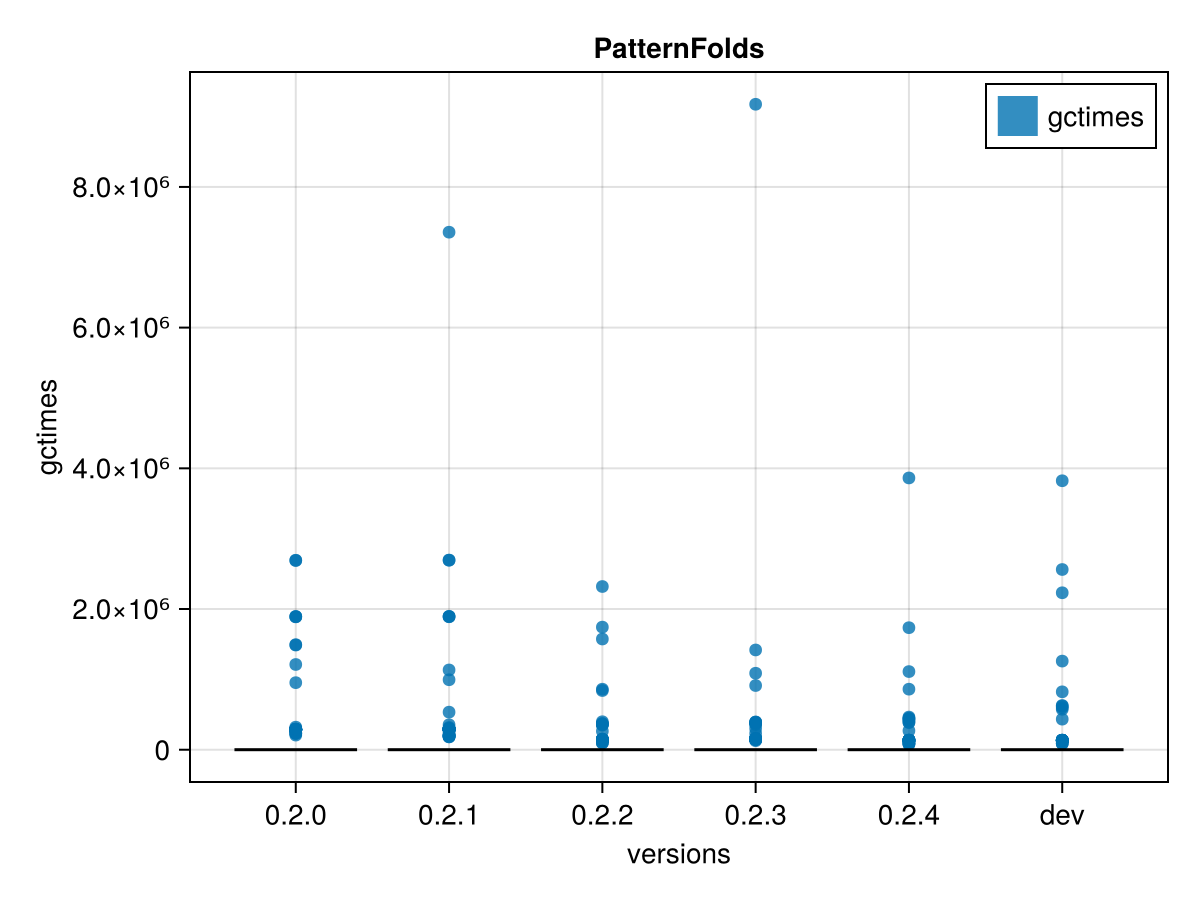 PatternFolds
gctimes
8.0×10⁶
6.0×10⁶
4.0×10⁶
2.0×10⁶
0
gctimes
0.2.0
0.2.1
0.2.2
0.2.3
0.2.4
dev
versions